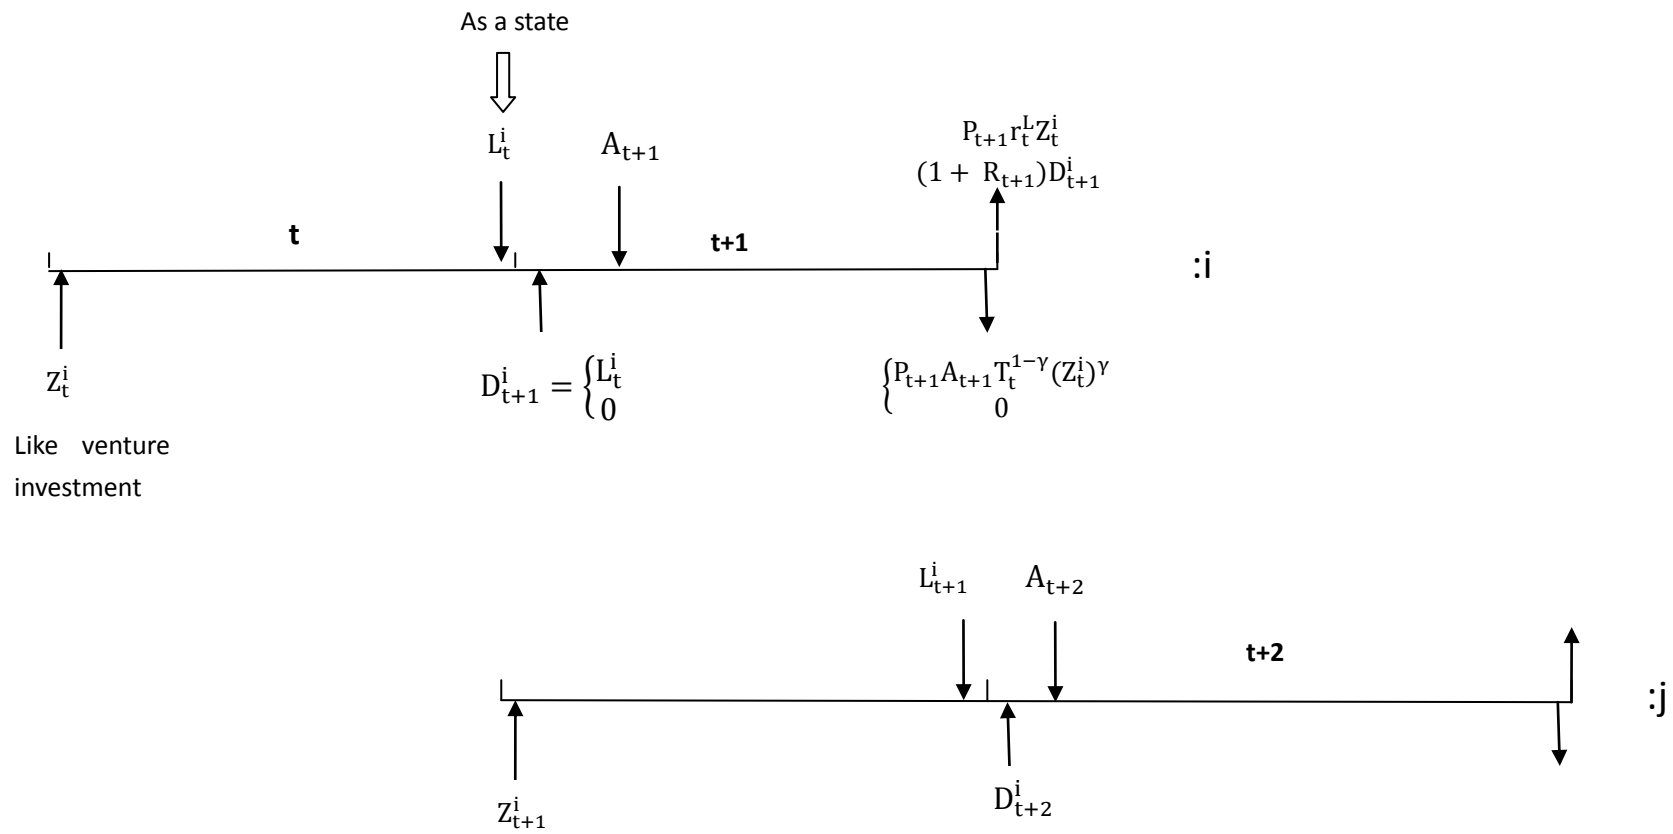 As a state
L_t^i
A_{t+1}
P_{t+1}r_t^L Z_t^i
(1 + R_{t+1})D_{t+1}^i
t
t+1
:i
Z_t^i
D_{t+1}^i = {L_t^i
0
{P_{t+1}A_{t+1}T_t^{1−γ}(Z_t^i)^γ
0
Like venture
investment
L_{t+1}^i
A_{t+2}
t+2
:j
Z_{t+1}^i
D_{t+2}^i